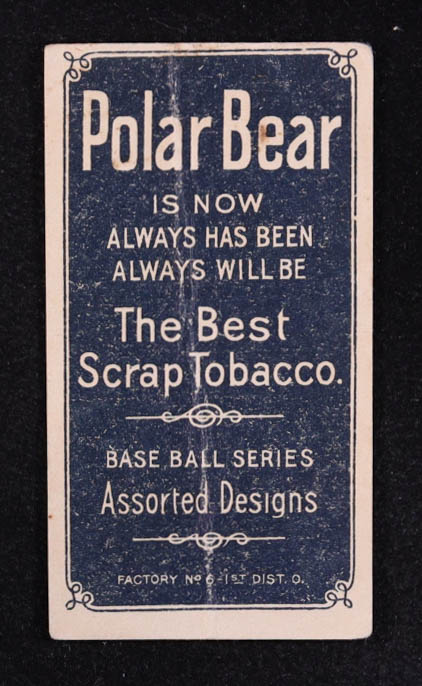 Polar Bear
IS NOW
ALWAYS HAS BEEN
ALWAYS WILL BE
The Best
Scrap Tobacco.
BASE BALL SERIES
Assorted Designs
FACTORY Nº 6-1ST DIST. O.